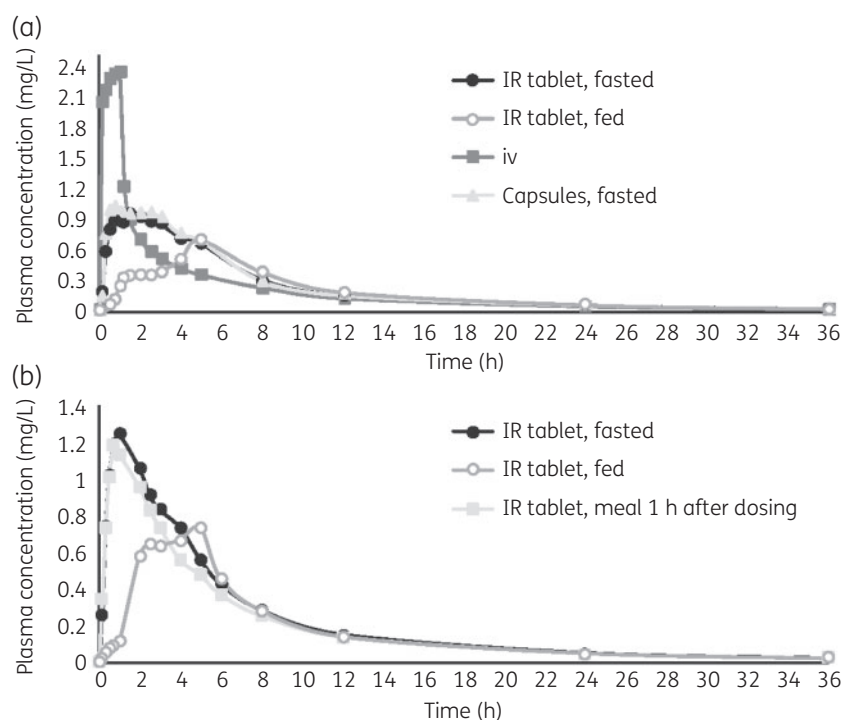 (a)
2.4
2.1
1.8
1.5
1.2
0.9
0.6
0.3
0
Plasma concentration (mg/L)
IR tablet, fasted
IR tablet, fed
iv
Capsules, fasted
0 2 4 6 8 10 12 14 16 18 20 22 24 26 28 30 32 34 36
Time (h)
(b)
1.4
1.2
1
0.8
0.6
0.4
0.2
0
Plasma concentration (mg/L)
IR tablet, fasted
IR tablet, fed
IR tablet, meal 1 h after dosing
0 2 4 6 8 10 12 14 16 18 20 22 24 26 28 30 32 34 36
Time (h)